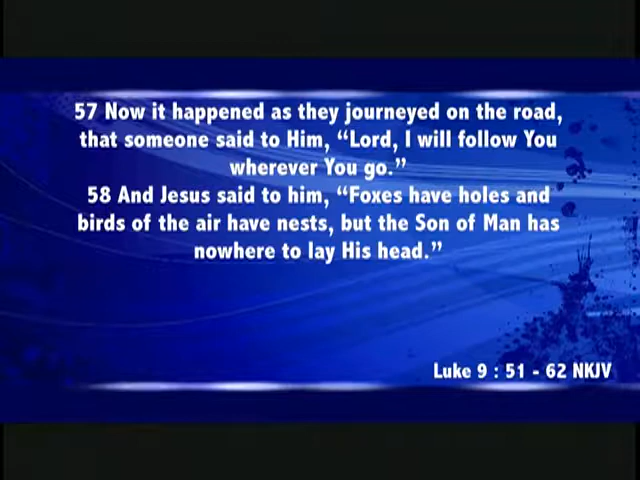 57 Now it happened as they journeyed on the road,
that someone said to Him, “Lord, I will follow You
wherever You go.”
58 And Jesus said to him, “Foxes have holes and
birds of the air have nests, but the Son of Man has
nowhere to lay His head.”
Luke 9 : 51 - 62 NKJV